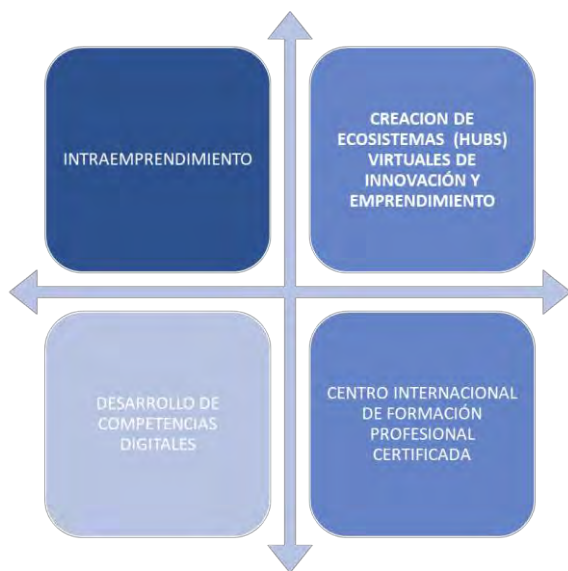 INTRAEMPRENDIMIENTO
CREACION DE
ECOSISTEMAS (HUBS)
VIRTUALES DE
INNOVACIÓN Y
EMPRENDIMIENTO
DESARROLLO DE
COMPETENCIAS
DIGITALES
CENTRO INTERNACIONAL
DE FORMACIÓN
PROFESIONAL
CERTIFICADA